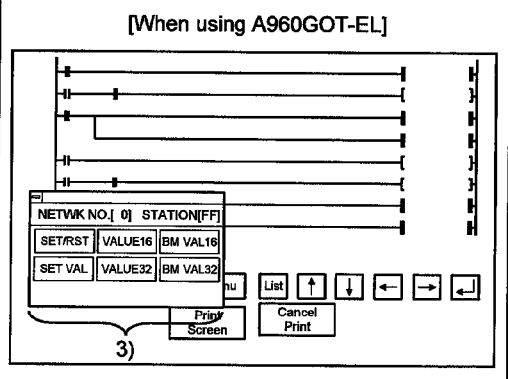 [When using A960GOT-EL]
NETWK NO.[ 0] STATION[FF]
SET/RST VALUE16 BM VAL16
SET VAL VALUE32 BM VAL32
nu List ↑ ↓ ← → ↵
Print Screen
Cancel Print
3)